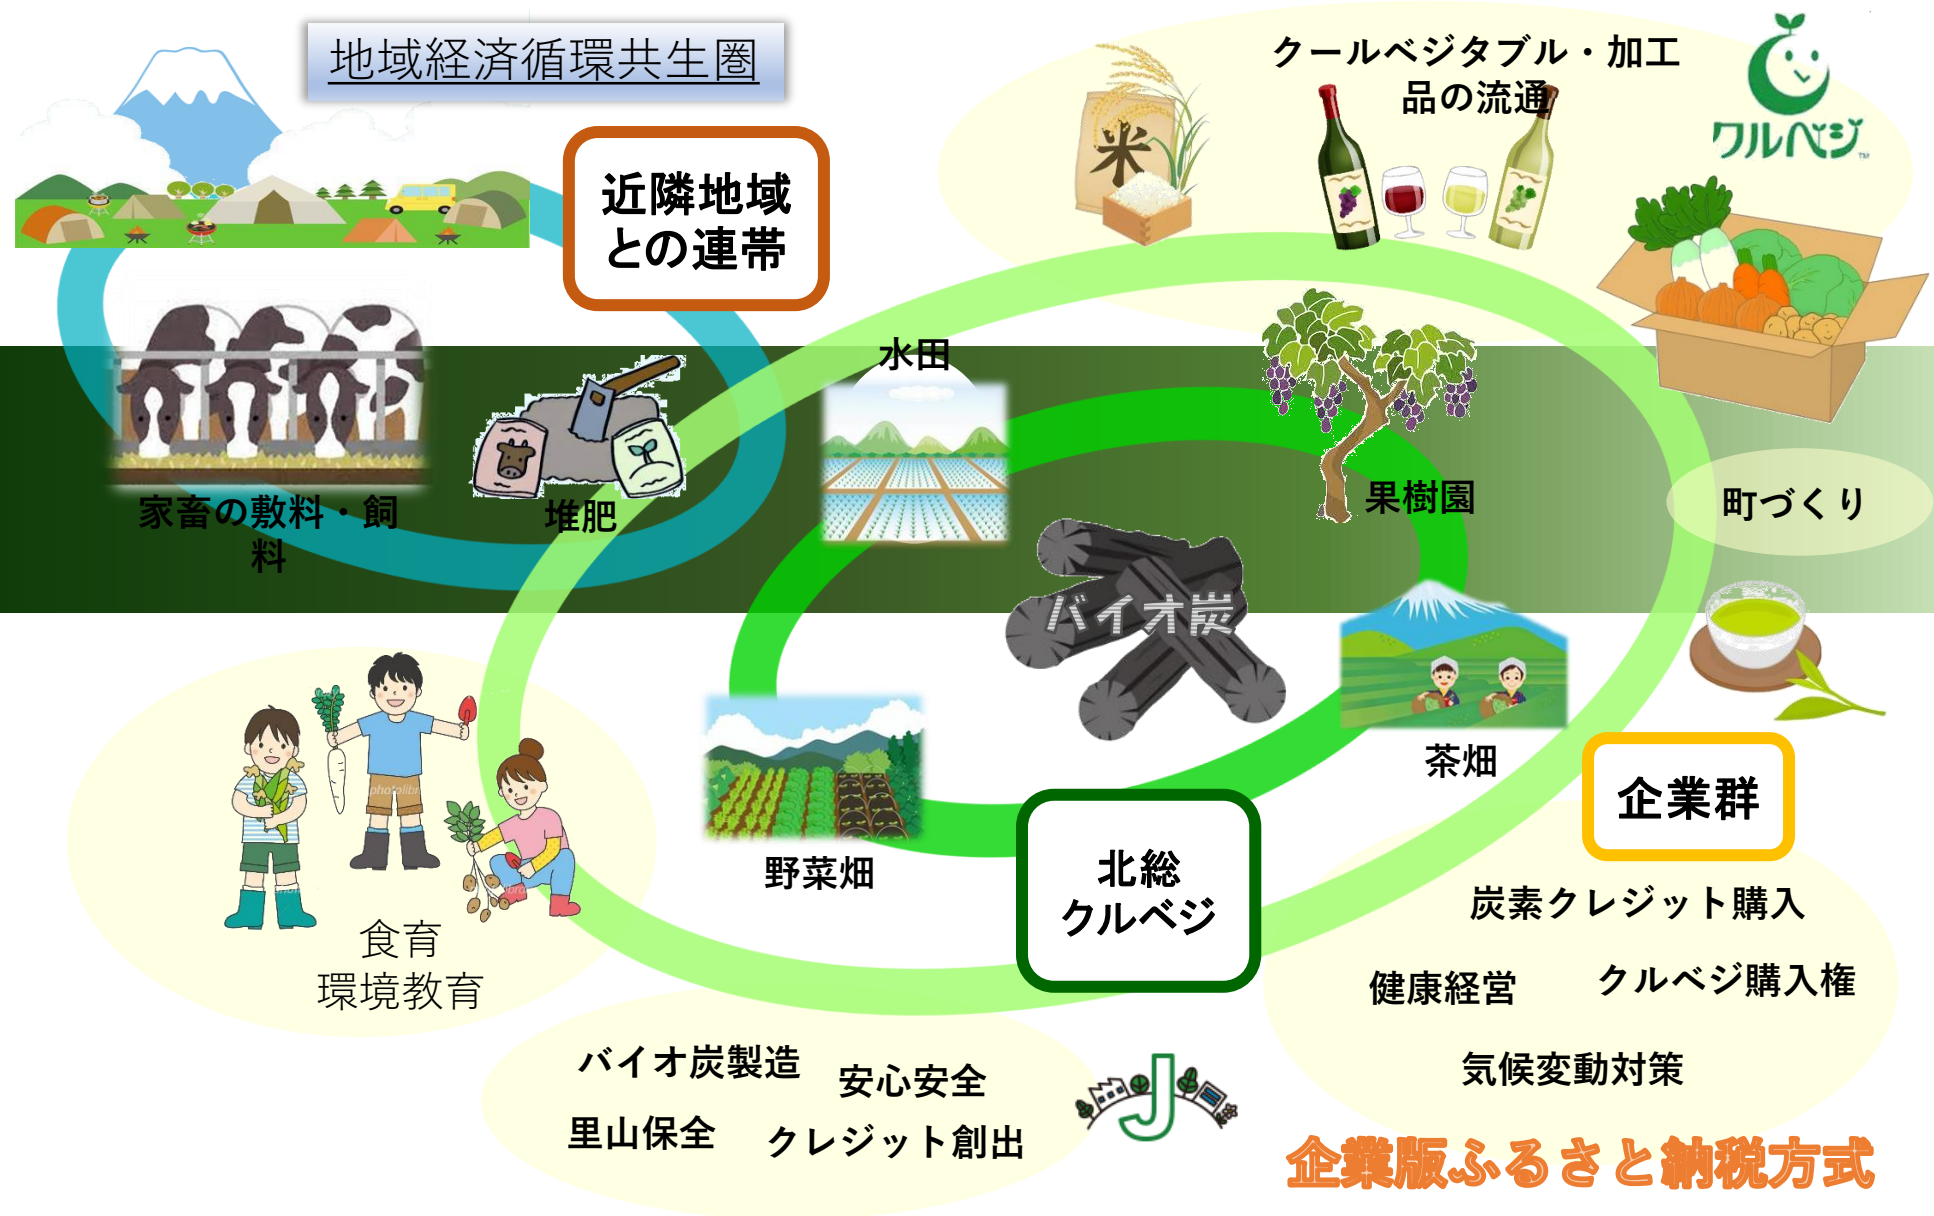 地域経済循環共生圏
クールベジタブル・加工
品の流通
クルベジ
TM
米
近隣地域
との連帯
水田
家畜の敷料・飼
料
堆肥
果樹園
町づくり
バイオ炭
茶畑
野菜畑
企業群
北総
クルベジ
炭素クレジット購入
健康経営
クルベジ購入権
気候変動対策
食育
環境教育
photolibr
バイオ炭製造
安心安全
里山保全
クレジット創出
J
企業版ふるさと納税方式